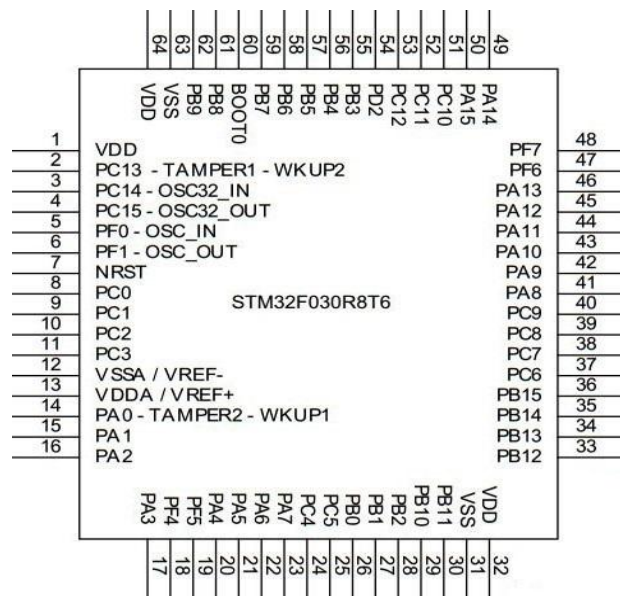 64 63 62 61 60 59 58 57 56 55 54 53 52 51 50 49
VDD VSS PB9 PB8 BOOT0 PB7 PB6 PB5 PB4 PB3 PD2 PC12 PC11 PC10 PA15 PA14
1 VDD
2 PC13 - TAMPER1 - WKUP2
3 PC14 - OSC32_IN
4 PC15 - OSC32_OUT
5 PF0 - OSC_IN
6 PF1 - OSC_OUT
7 NRST
8 PC0
9 PC1
10 PC2
11 PC3
12 VSSA / VREF-
13 VDDA / VREF+
14 PA0 - TAMPER2 - WKUP1
15 PA1
16 PA2
STM32F030R8T6
PF7 48
PF6 47
PA13 46
PA12 45
PA11 44
PA10 43
PA9 42
PA8 41
PC9 40
PC8 39
PC7 38
PC6 37
PB15 36
PB14 35
PB13 34
PB12 33
PA3 PF4 PF5 PA4 PA5 PA6 PA7 PC4 PC5 PB0 PB1 PB2 PB10 PB11 VSS VDD
17 18 19 20 21 22 23 24 25 26 27 28 29 30 31 32